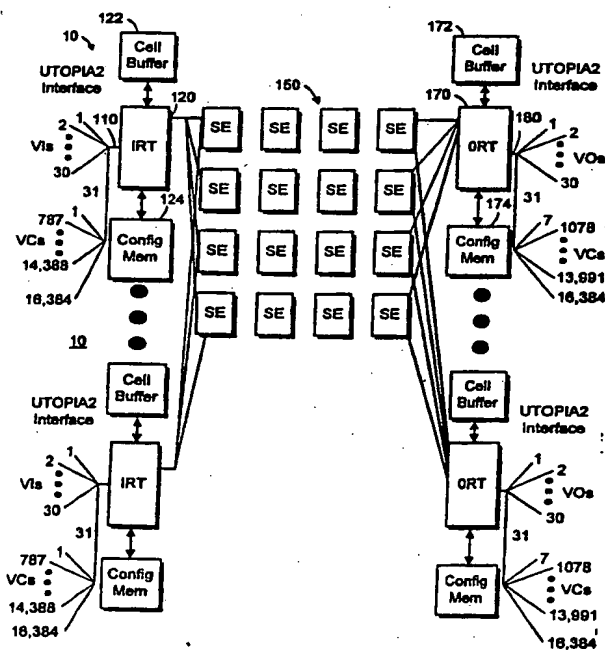 122
10
Cell
Buffer
UTOPIA2
Interface
110
120
150
IRT
1
2
VIs
30
31
124
787
1
VCs
14,388
16,384
Config
Mem
10
SE SE SE SE
SE SE SE SE
SE SE SE SE
SE SE SE SE
172
Cell
Buffer
UTOPIA2
Interface
170
180
0RT
1
2
VOs
30
31
174
7
1078
VCs
13,991
16,384
Config
Mem
Cell
Buffer
UTOPIA2
Interface
IRT
1
2
VIs
30
31
787
1
VCs
14,388
16,384
Config
Mem
Cell
Buffer
UTOPIA2
Interface
0RT
1
2
VOs
30
31
7
1078
VCs
13,991
16,384
Config
Mem